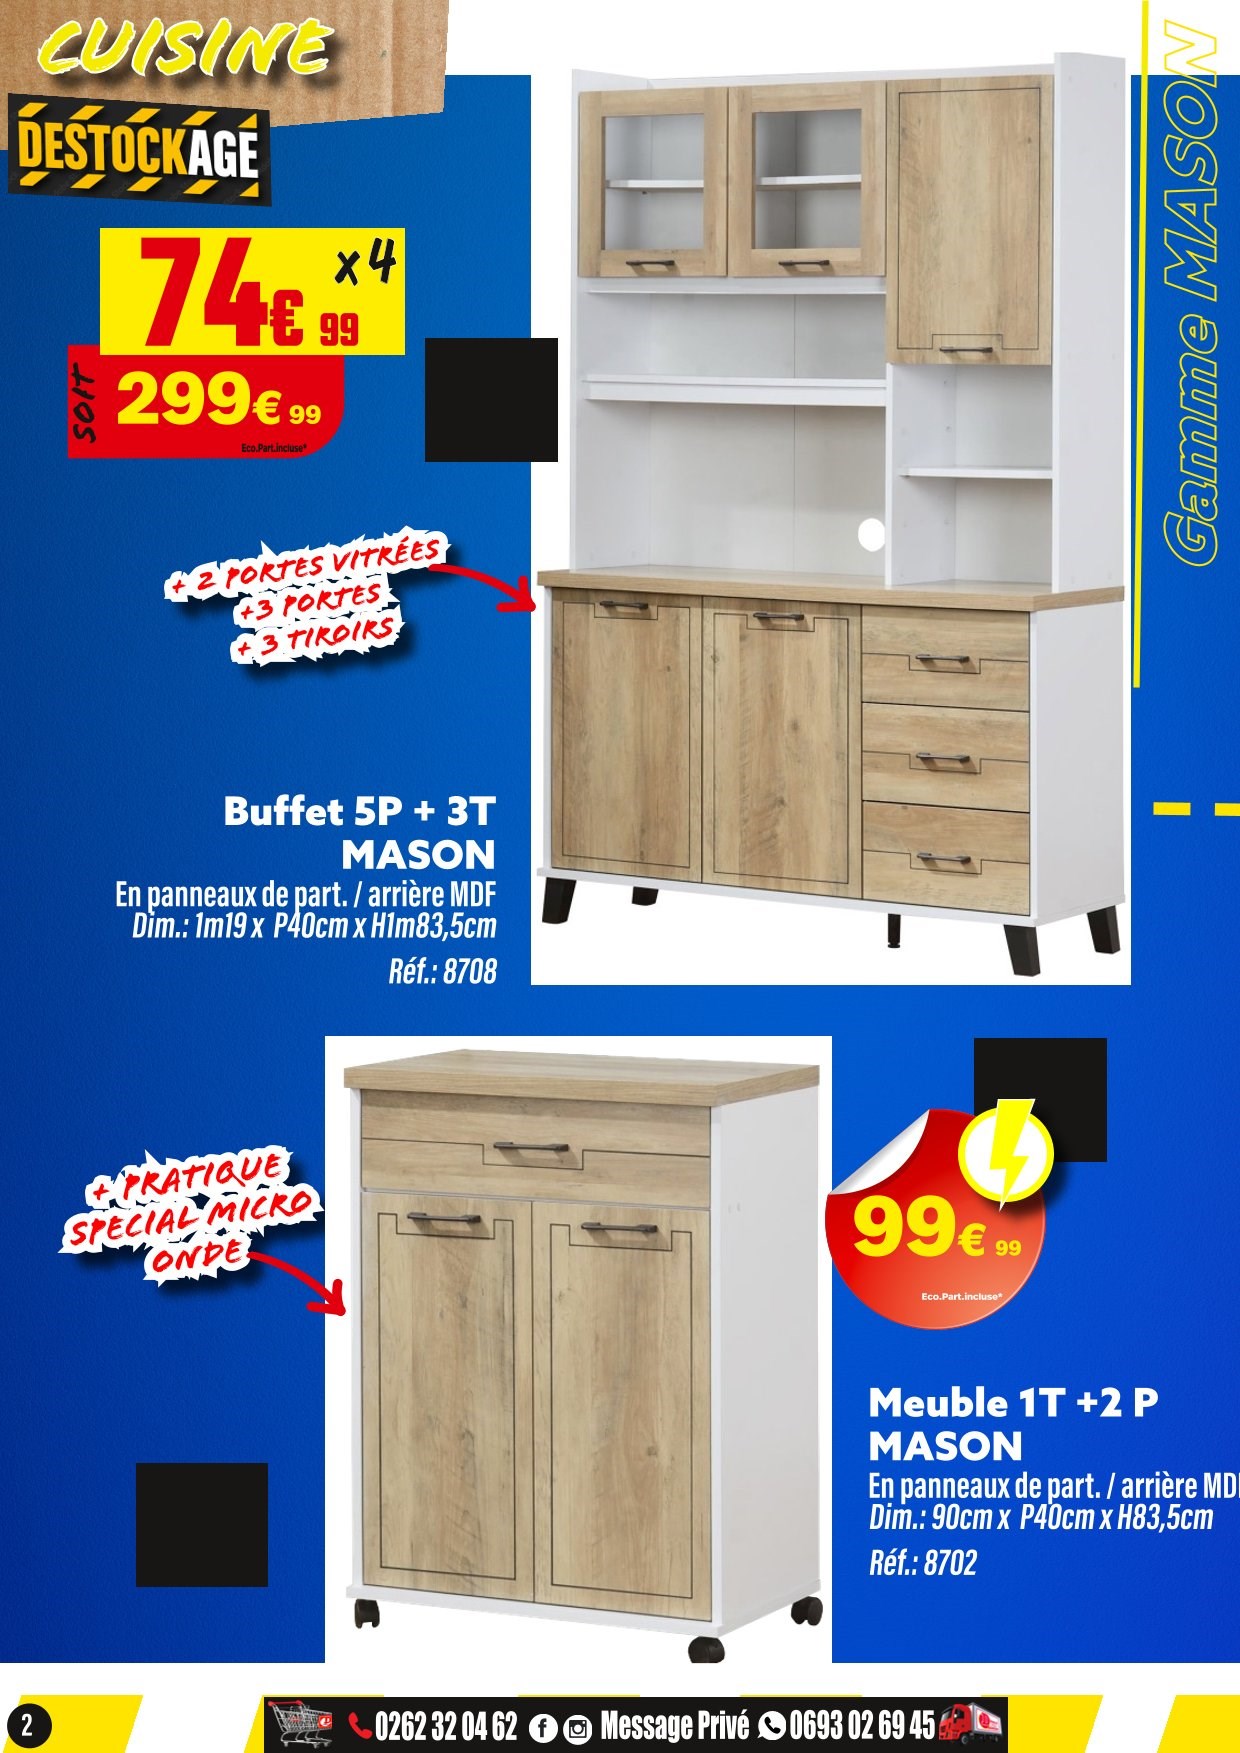 CUISINE
DESTOCKAGE
74€ 99 x 4
SOIT 299€ 99
Eco.Part.incluse*
Gamme MASON
+ 2 PORTES VITRÉES
+3 PORTES
+ 3 TIROIRS
Buffet 5P + 3T
MASON
En panneaux de part. / arrière MDF
Dim.: 1m19 x P40cm x H1m83,5cm
Réf.: 8708
+ PRATIQUE
SPECIAL MICRO
ONDE
99€ 99
Eco.Part.incluse*
Meuble 1T +2 P
MASON
En panneaux de part. / arrière MD
Dim.: 90cm x P40cm x H83,5cm
Réf.: 8702
2
0262 32 04 62 Message Privé 0693 02 69 45